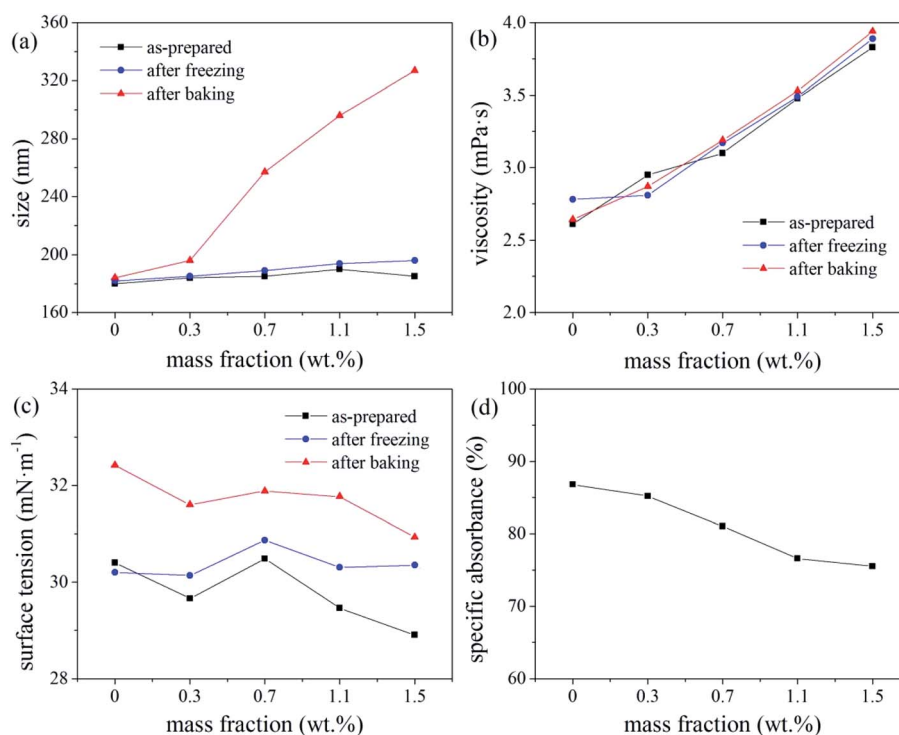 (a)
as-prepared
after freezing
after baking
size (nm)
360
320
280
240
200
160
0 0.3 0.7 1.1 1.5
mass fraction (wt.%)
(b)
as-prepared
after freezing
after baking
viscosity (mPa·s)
4.0
3.5
3.0
2.5
2.0
0 0.3 0.7 1.1 1.5
mass fraction (wt.%)
(c)
as-prepared
after freezing
after baking
surface tension (mN·m⁻¹)
34
32
30
28
0 0.3 0.7 1.1 1.5
mass fraction (wt.%)
(d)
specific absorbance (%)
100
90
80
70
60
0 0.3 0.7 1.1 1.5
mass fraction (wt.%)